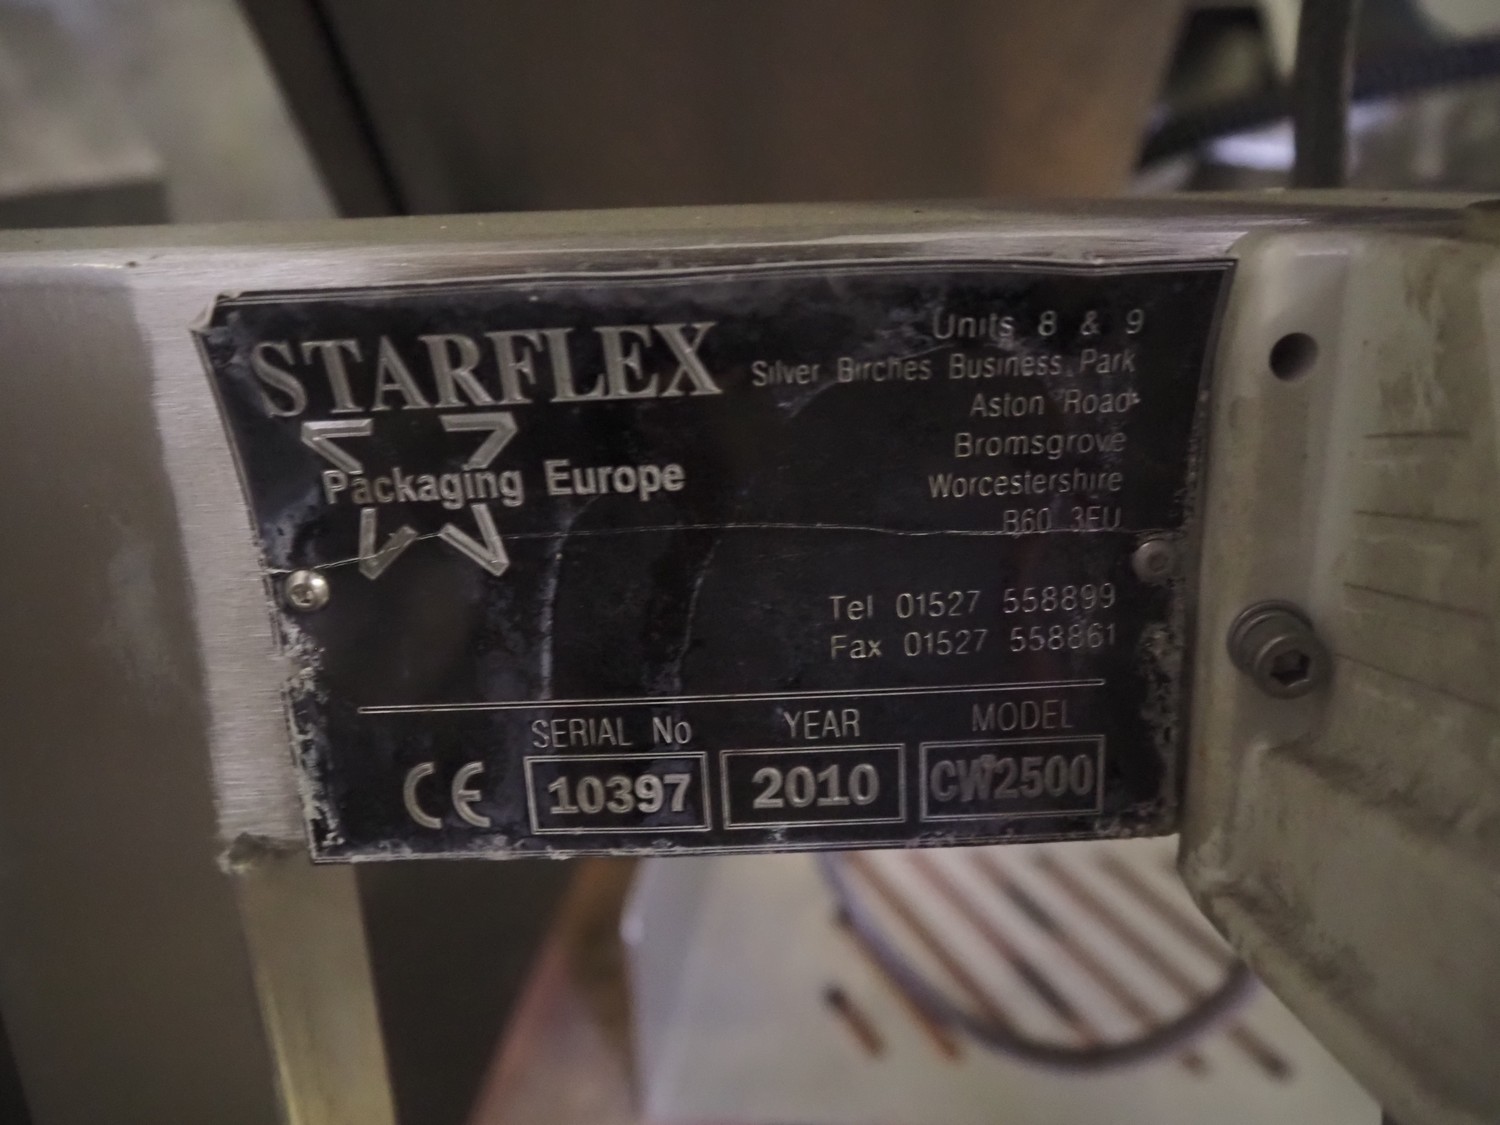 STARFLEX
Packaging Europe
Units 8 & 9
Silver Birches Business Park
Aston Road
Bromsgrove
Worcestershire
B60 3EU
Tel 01527 558899
Fax 01527 558861
SERIAL No YEAR MODEL
CE 10397 2010 CW2500